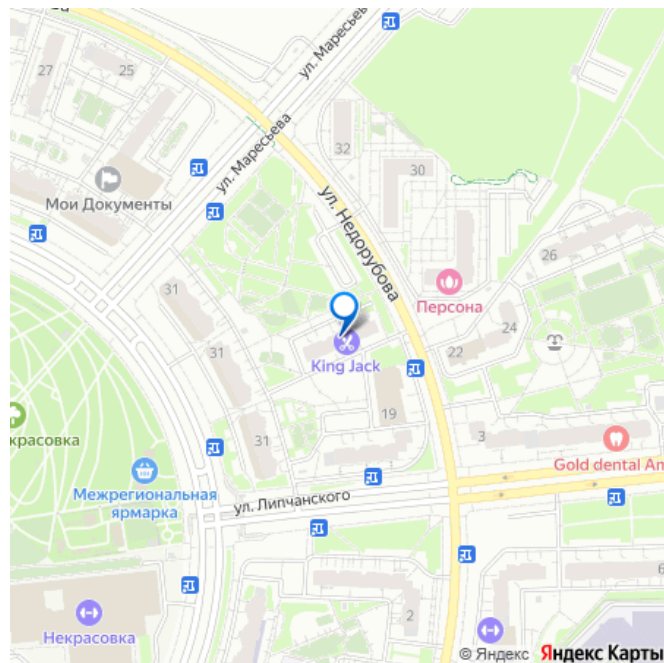 ул. Маресьева
27
25
ул. Маресьева
32
30
Мои Документы
ул. Недорубова
26
31
Персона
24
31
King Jack
22
19
31
3
Gold dental An
красовка
Межрегиональная
ярмарка
ул. Липчанского
2
6
Некрасовка
© Яндекс Яндекс Карты